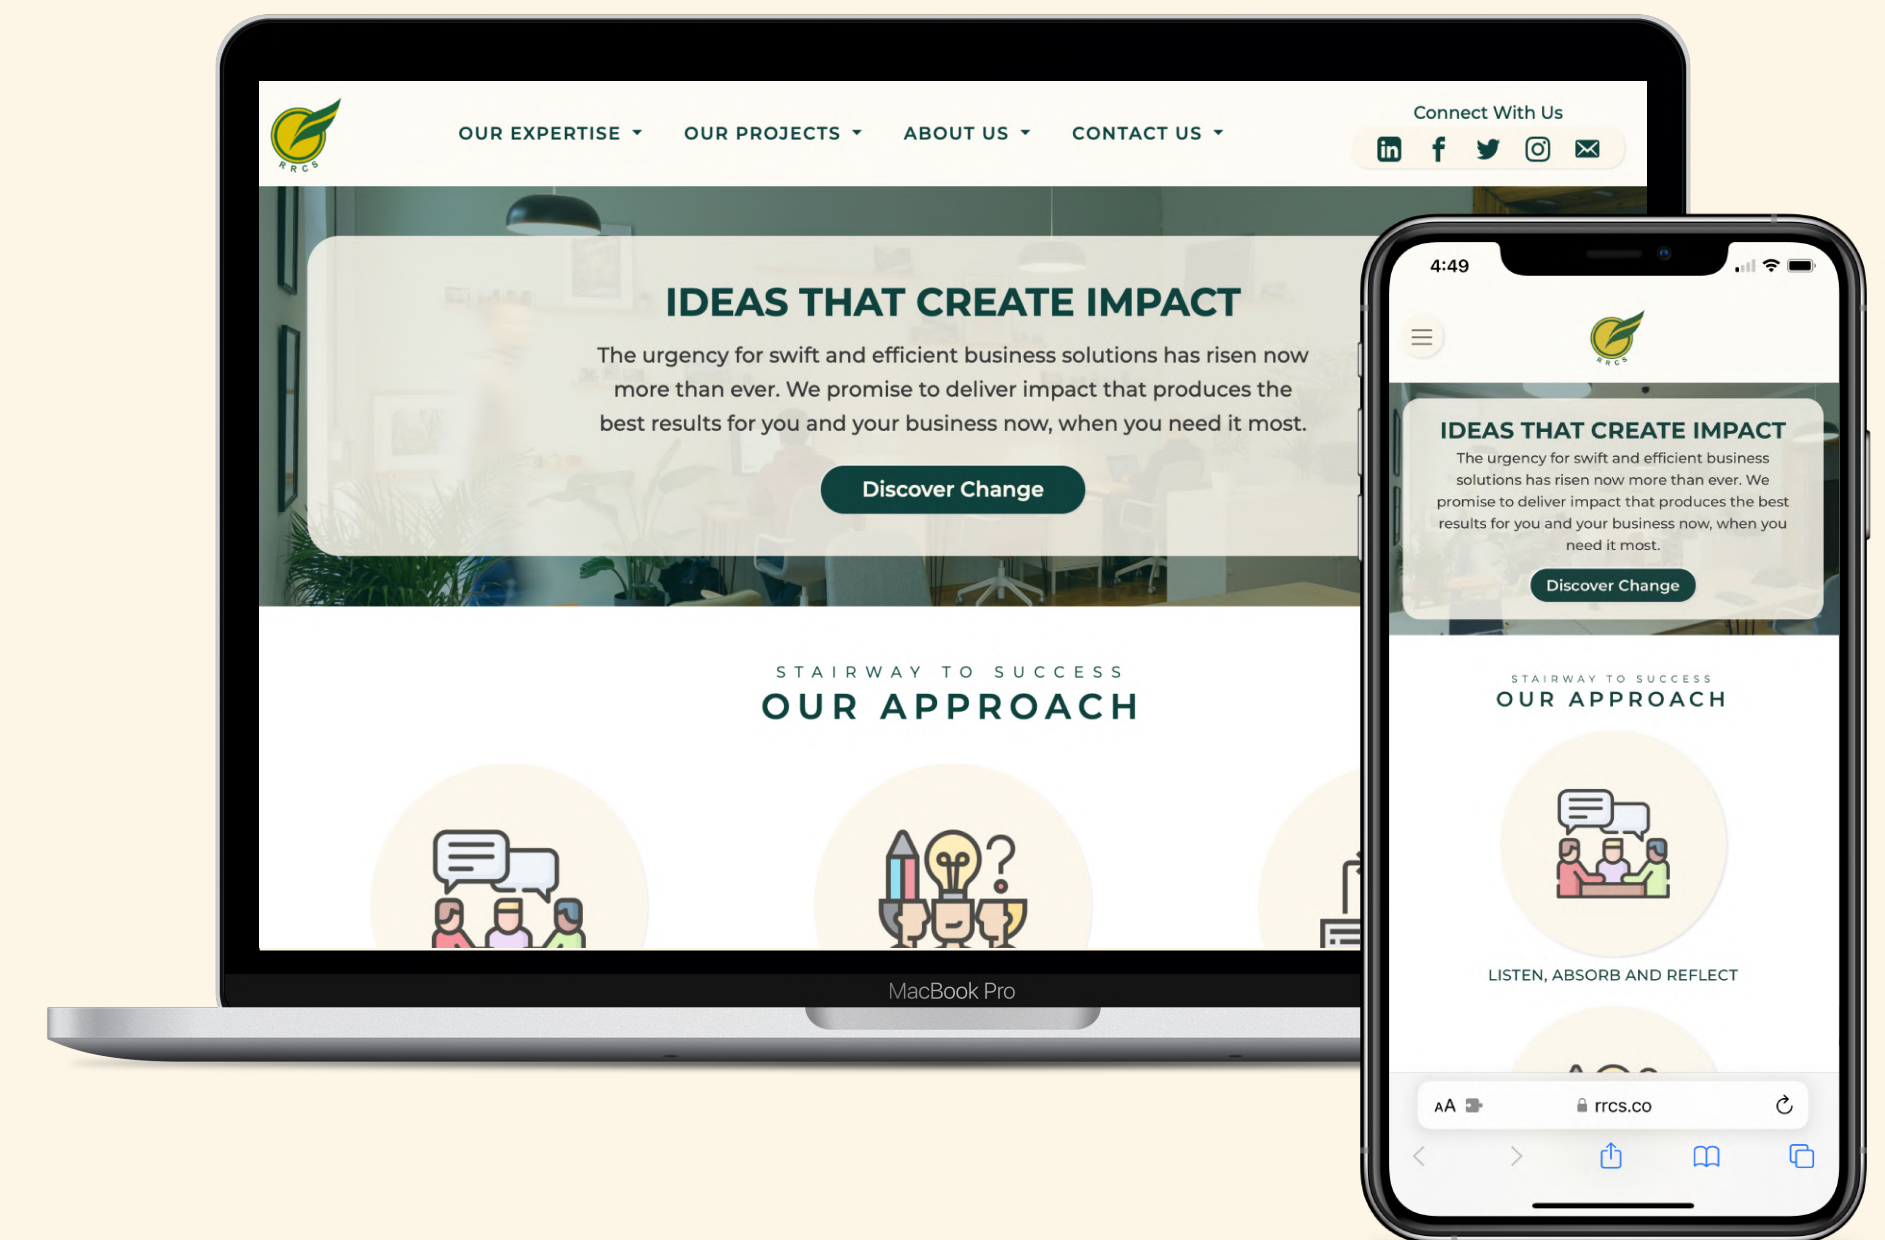 RRCS
OUR EXPERTISE
OUR PROJECTS
ABOUT US
CONTACT US
Connect With Us
in
f
IDEAS THAT CREATE IMPACT
The urgency for swift and efficient business solutions has risen now
more than ever. We promise to deliver impact that produces the
best results for you and your business now, when you need it most.
Discover Change
STAIRWAY TO SUCCESS
OUR APPROACH
?
MacBook Pro
4:49
RRCS
IDEAS THAT CREATE IMPACT
The urgency for swift and efficient business
solutions has risen now more than ever. We
promise to deliver impact that produces the best
results for you and your business now, when you
need it most.
Discover Change
STAIRWAY TO SUCCESS
OUR APPROACH
LISTEN, ABSORB AND REFLECT
AA
rrcs.co